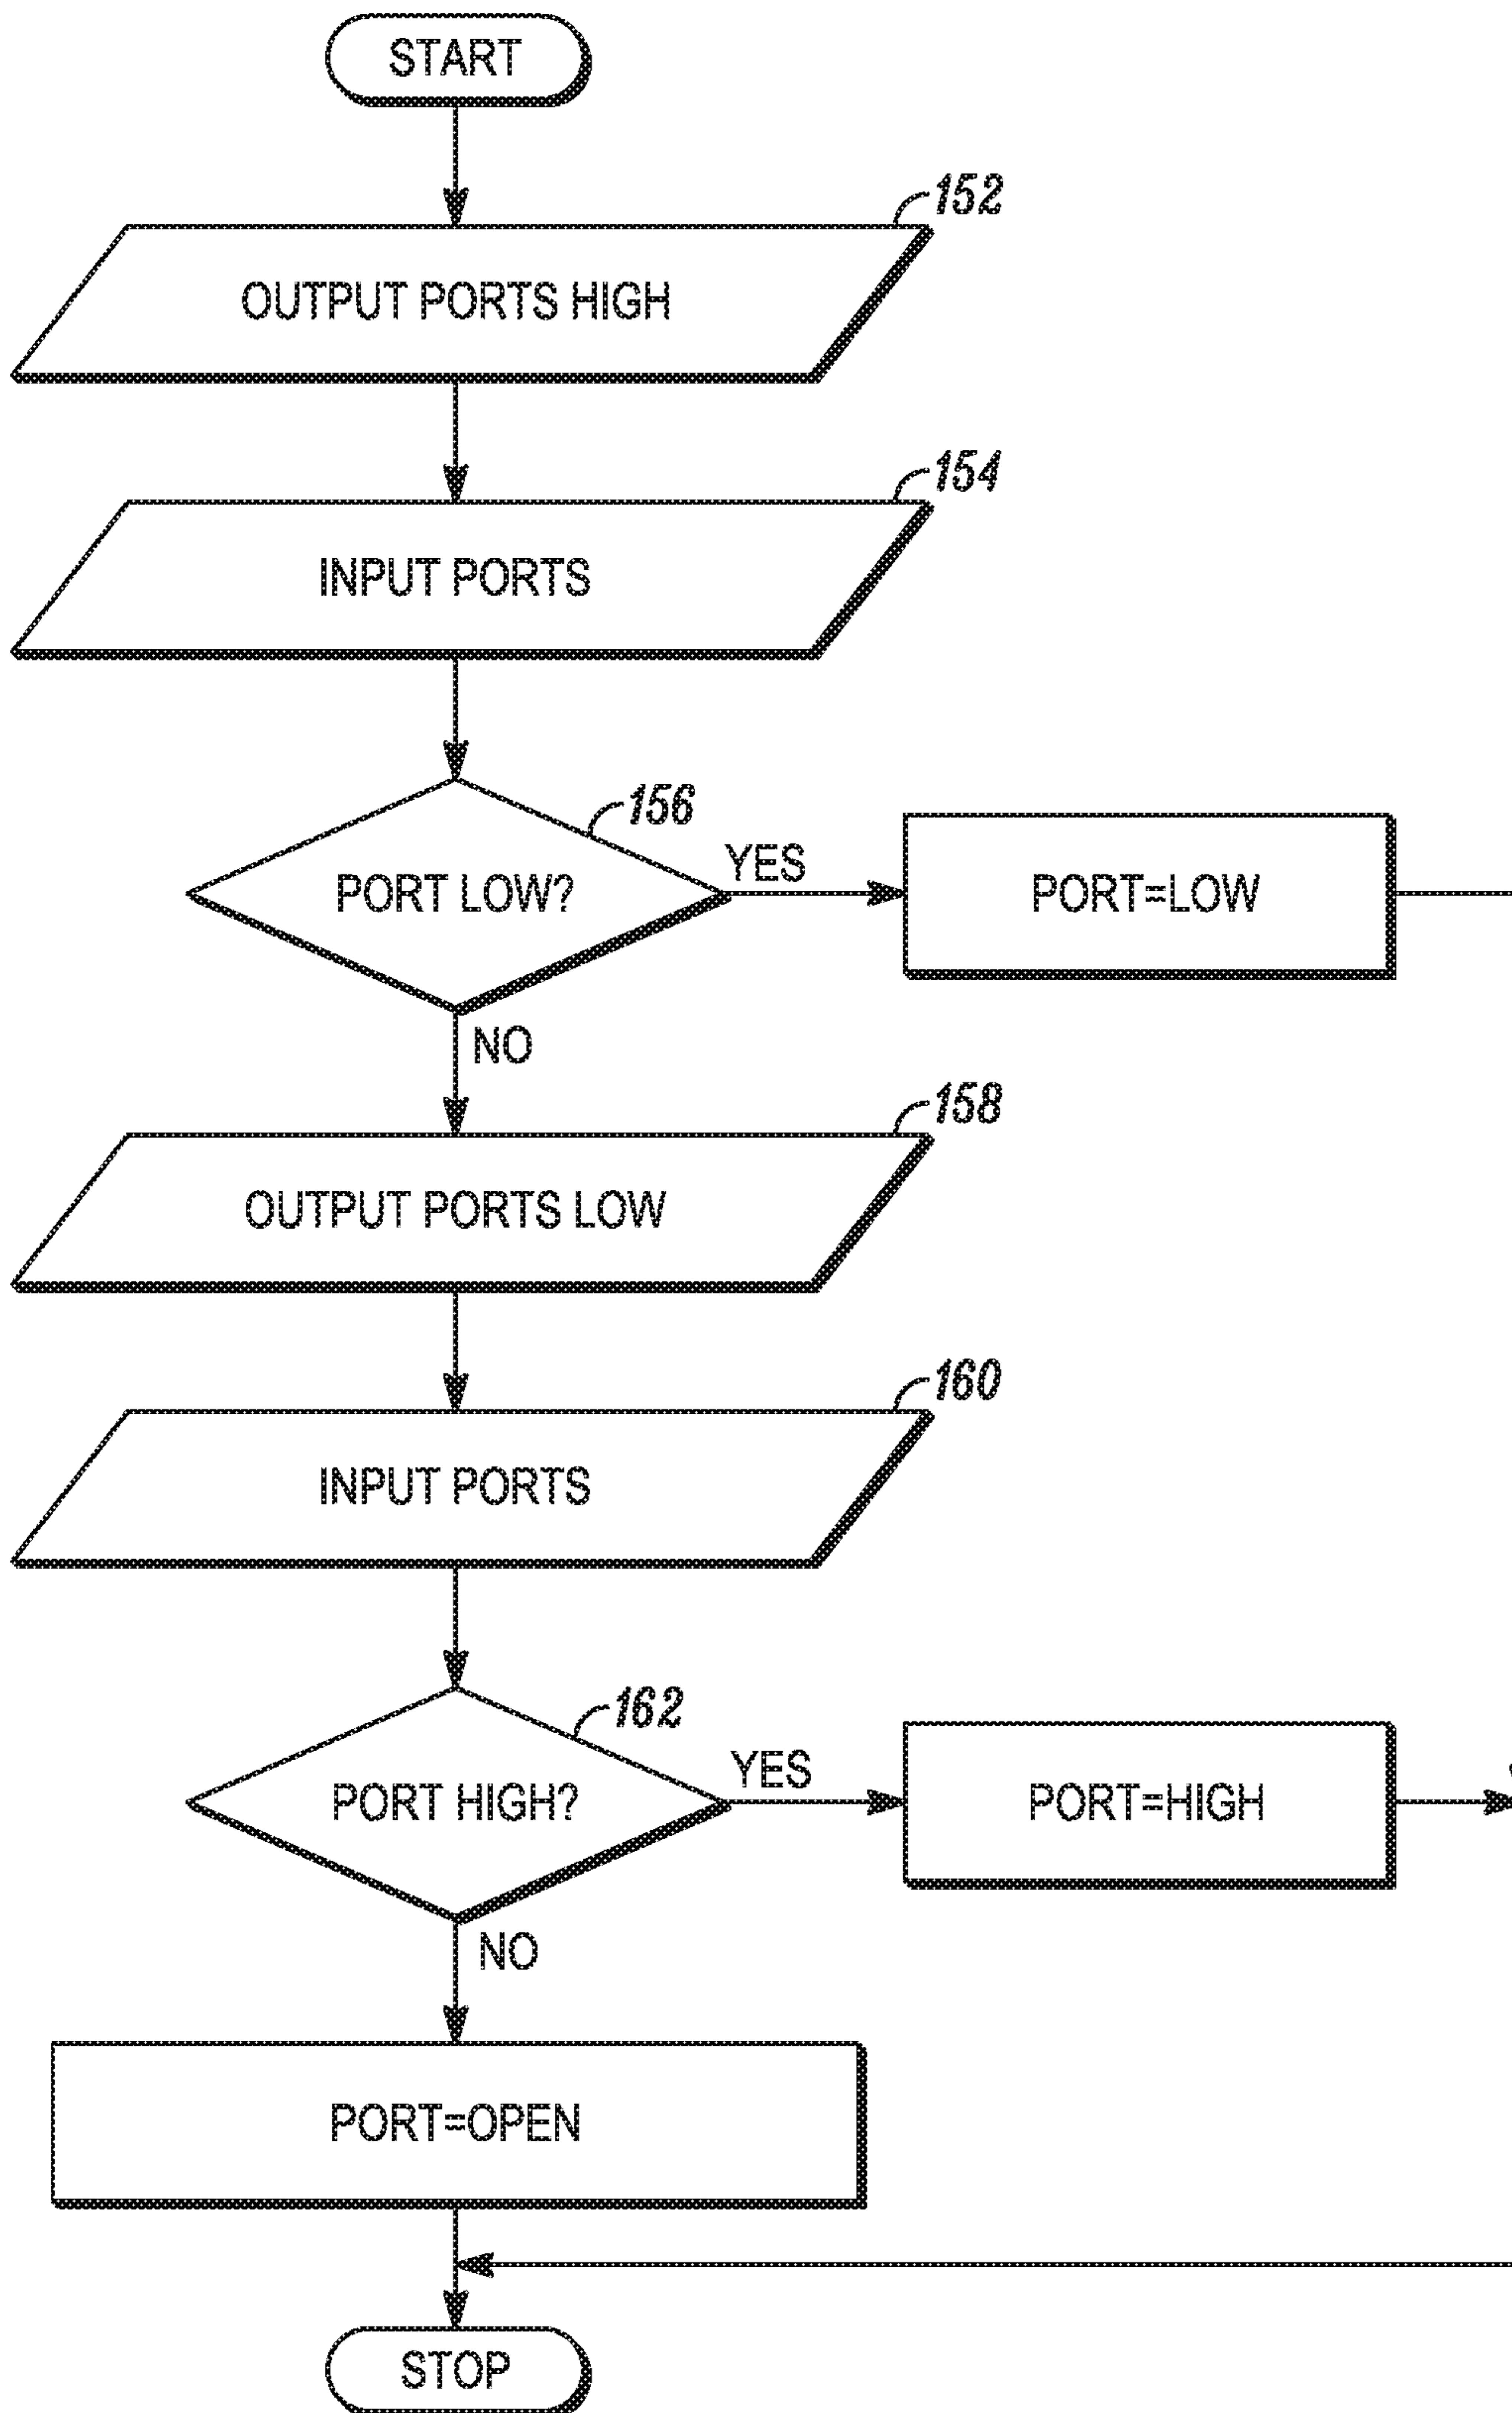 START
152
OUTPUT PORTS HIGH
154
INPUT PORTS
156
PORT LOW?
YES
PORT=LOW
NO
158
OUTPUT PORTS LOW
160
INPUT PORTS
162
PORT HIGH?
YES
PORT=HIGH
NO
PORT=OPEN
STOP